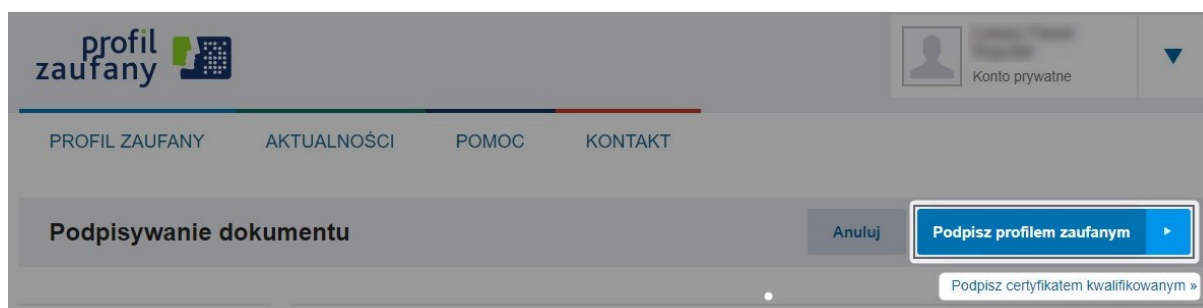 profil
zaufany
Konto prywatne
PROFIL ZAUFANY AKTUALNOŚCI POMOC KONTAKT
Podpisywanie dokumentu
Anuluj
Podpisz profilem zaufanym
Podpisz certyfikatem kwalifikowanym »